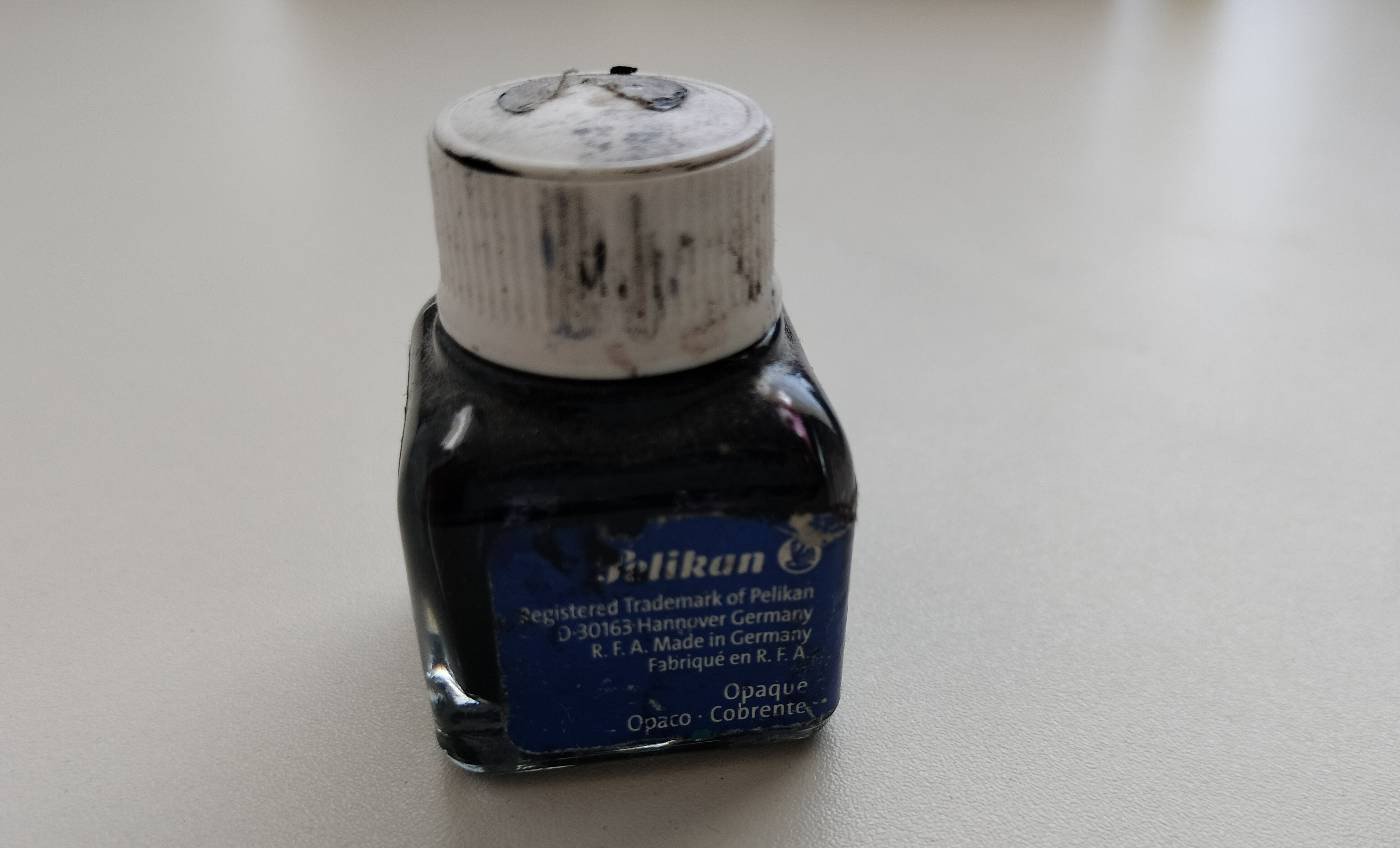 Pelikan
Registered Trademark of Pelikan
D-30163 Hannover Germany
R. F. A. Made in Germany
Fabriqué en R. F. A.
Opaque
Opaco · Cobrente